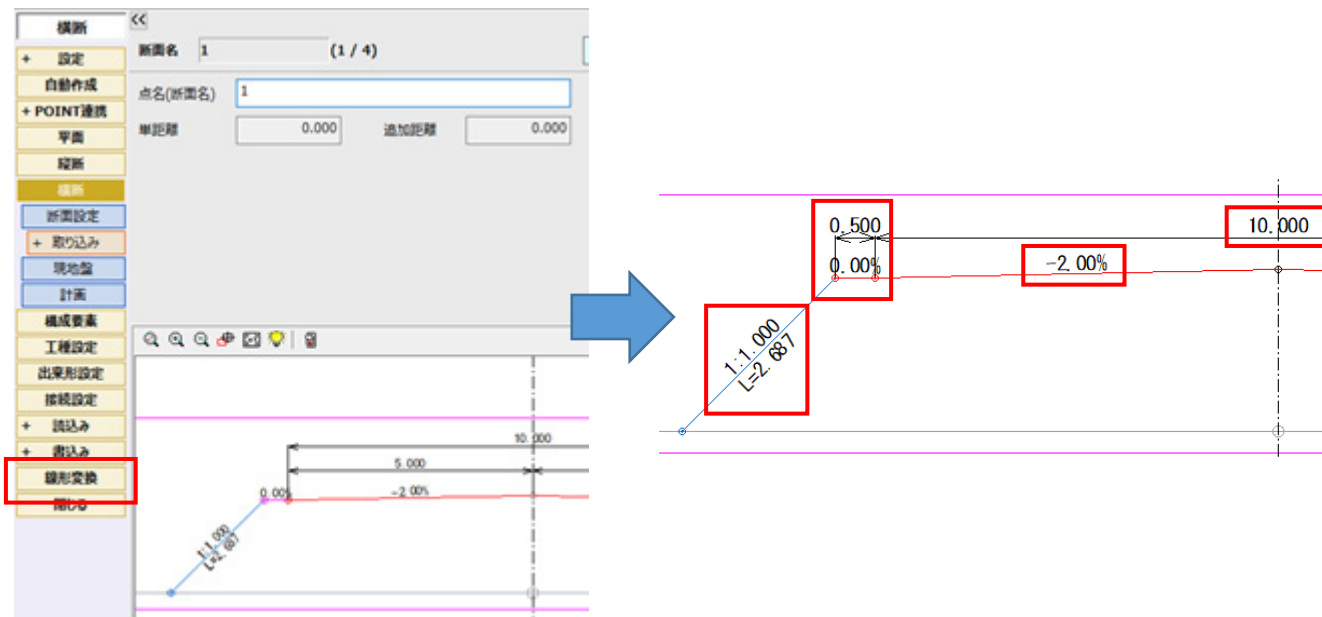 横断
<<
断面名 1 (1 / 4)
+ 設定
自動作成
点名(断面名) 1
+ POINT連携
単距離 0.000 追加距離 0.000
平面
縦断
横断
断面設定
+ 取り込み
現地盤
計画
構成要素
工種設定
出来形設定
接続設定
+ 読込み
+ 書込み
線形変換
閉じる
10.000
5.000
0.00%
-2.00%
1:1.000
L=2.687
0.500
10.000
0.00%
-2.00%
1:1.000
L=2.687